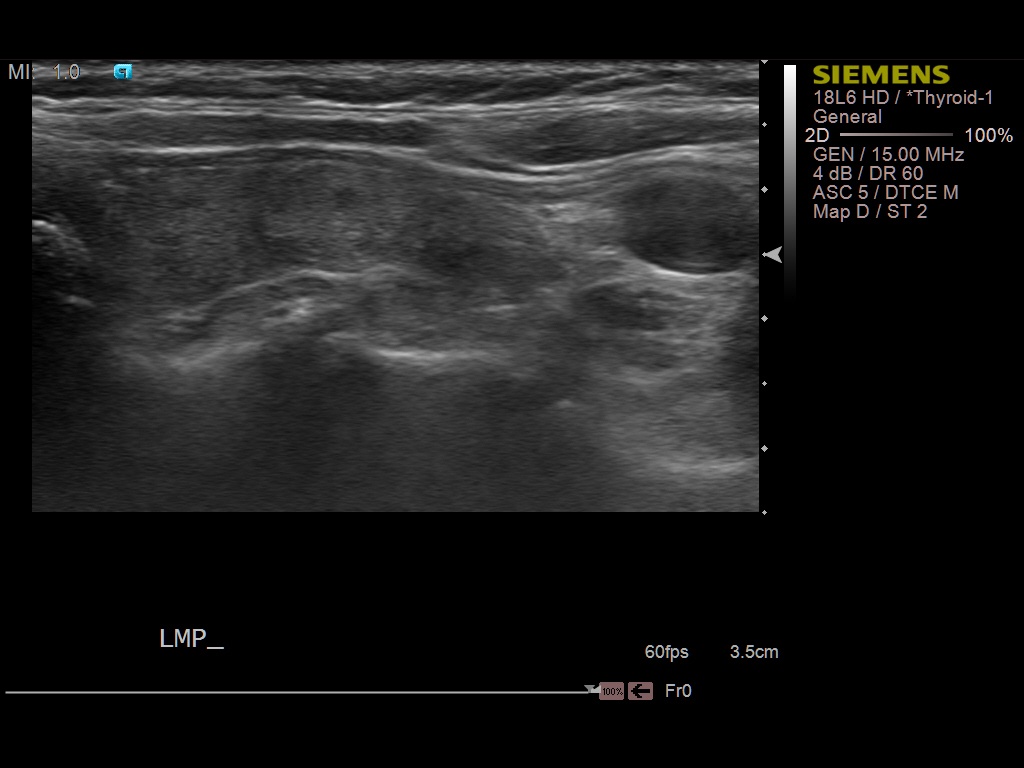 MI: 1.0
SIEMENS
18L6 HD / *Thyroid-1
General
2D 100%
GEN / 15.00 MHz
4 dB / DR 60
ASC 5 / DTCE M
Map D / ST 2
LMP_
60fps 3.5cm
100% Fr0